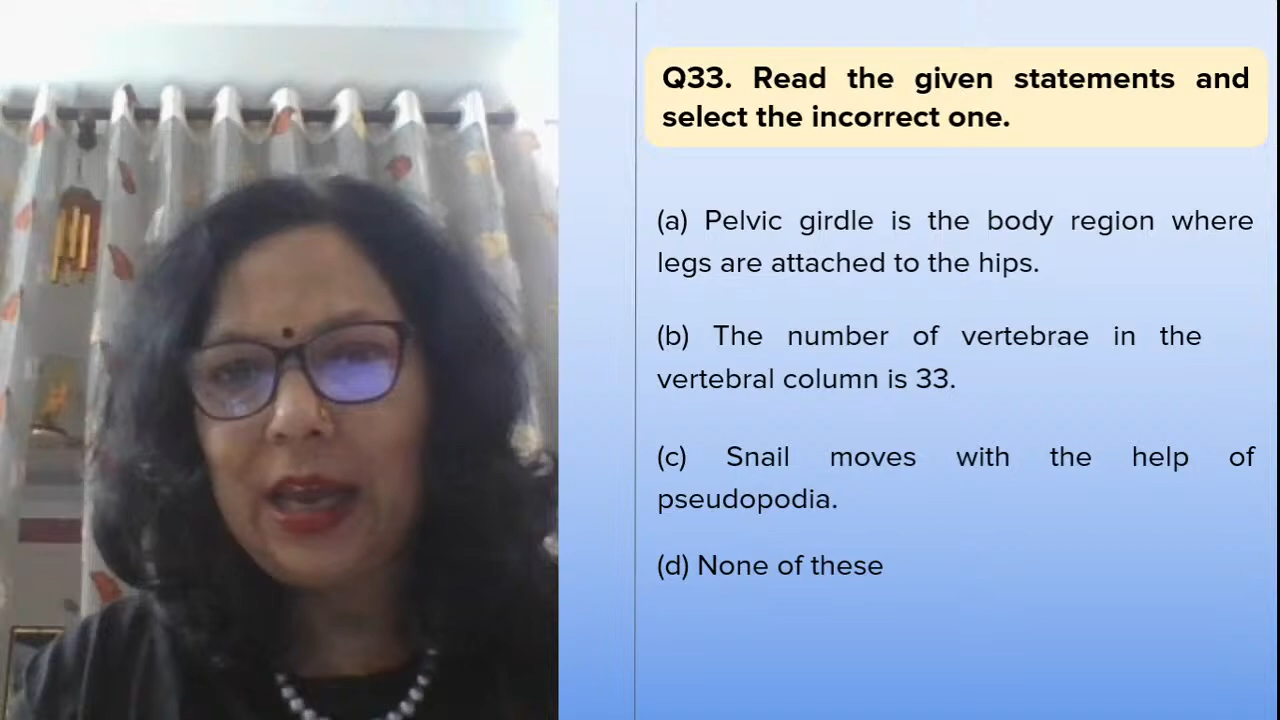 Q33. Read the given statements and
select the incorrect one.
(a) Pelvic girdle is the body region where
legs are attached to the hips.
(b) The number of vertebrae in the
vertebral column is 33.
(c) Snail moves with the help of
pseudopodia.
(d) None of these